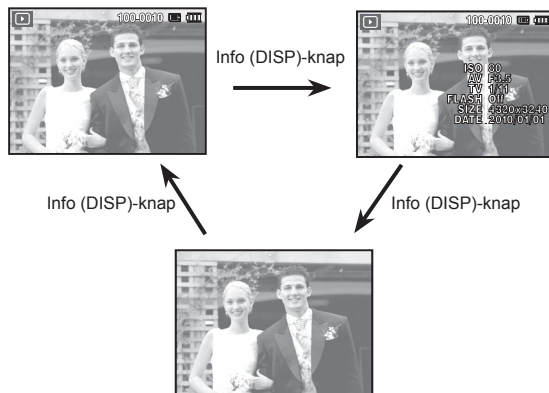 100-0010
Info (DISP)-knap
100-0010
ISO 80
AV F3.5
TV 1/11
FLASH Off
SIZE 4320x3240
DATE 2010/01/01
Info (DISP)-knap
Info (DISP)-knap